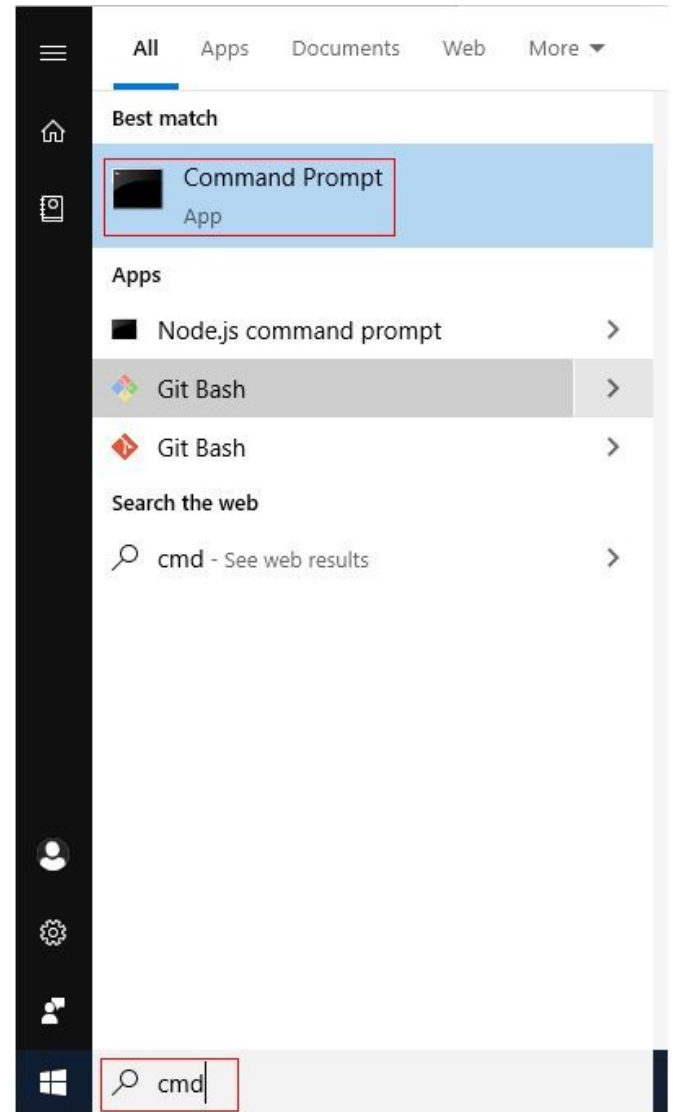 All Apps Documents Web More
Best match
Command Prompt
App
Apps
Node.js command prompt
Git Bash
Git Bash
Search the web
cmd - See web results
cmd